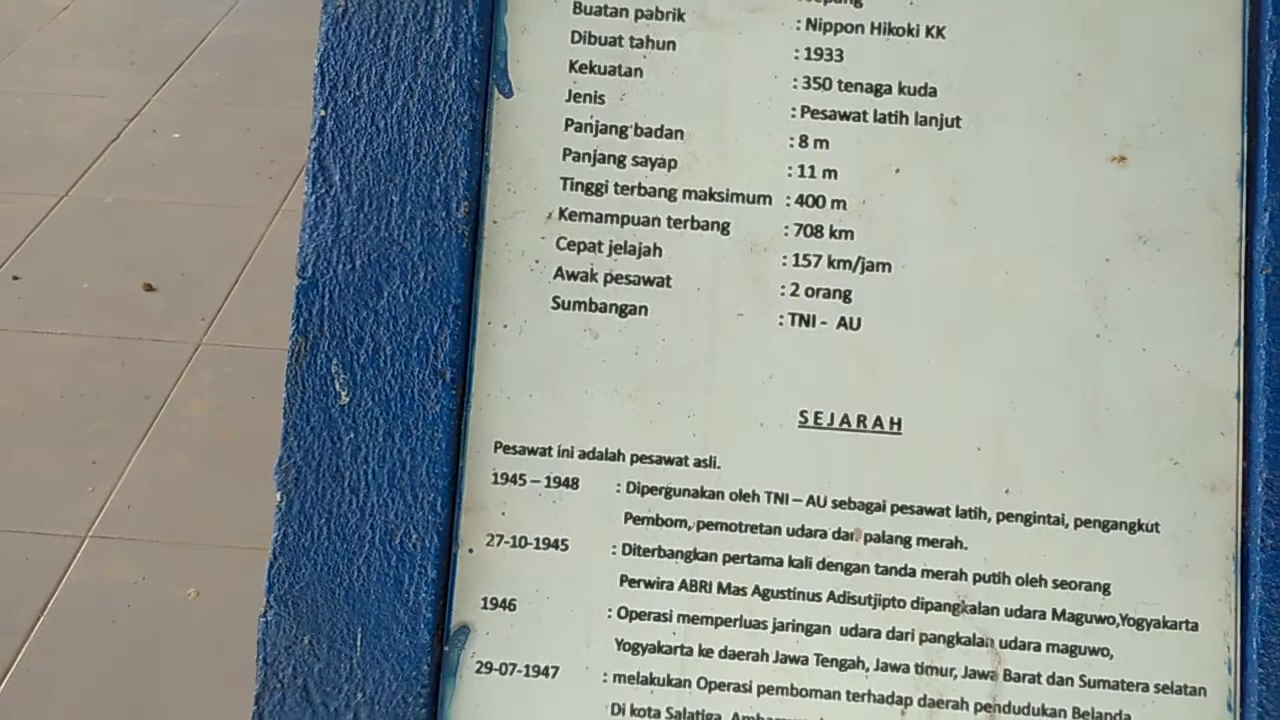 Buatan pabrik : Nippon Hikoki KK
Dibuat tahun : 1933
Kekuatan : 350 tenaga kuda
Jenis : Pesawat latih lanjut
Panjang badan : 8 m
Panjang sayap : 11 m
Tinggi terbang maksimum : 400 m
Kemampuan terbang : 708 km
Cepat jelajah : 157 km/jam
Awak pesawat : 2 orang
Sumbangan : TNI - AU
SEJARAH
Pesawat ini adalah pesawat asli.
1945 – 1948 : Dipergunakan oleh TNI – AU sebagai pesawat latih, pengintai, pengangkut
Pembom, pemotretan udara dan palang merah.
27-10-1945 : Diterbangkan pertama kali dengan tanda merah putih oleh seorang
Perwira ABRI Mas Agustinus Adisutjipto dipangkalan udara Maguwo,Yogyakarta
1946 : Operasi memperluas jaringan udara dari pangkalan udara maguwo,
Yogyakarta ke daerah Jawa Tengah, Jawa timur, Jawa Barat dan Sumatera selatan
29-07-1947 : melakukan Operasi pemboman terhadap daerah pendudukan Belanda
Di kota Salatiga,